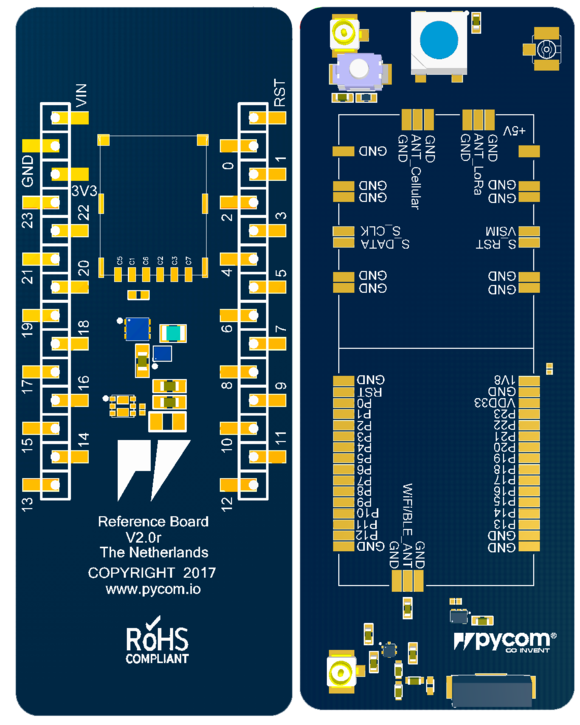 VIN
GND
3V3
23
22
21
20
19
18
17
16
15
14
13
RST
0
1
2
3
4
5
6
7
8
9
10
11
12
C5 C1 C6 C2 C3 C7
Reference Board
V2.0r
The Netherlands
COPYRIGHT 2017
www.pycom.io
RoHS
COMPLIANT
GND
ANT_Cellular
GND
GND
ANT_LoRa
GND
+5V
GND
GND
GND
S_CLK
S_DATA
GND
GND
GND
GND
VSIM
S_RST
GND
GND
GND
RST
P0
P1
P2
P3
P4
P5
P6
P7
P8
P9
P10
P11
P12
GND
1V8
GND
VDD33
P23
P22
P21
P20
P19
P18
P17
P16
P15
P14
P13
GND
GND
WiFi/BLE_ANT
GND
pycom®
GO INVENT